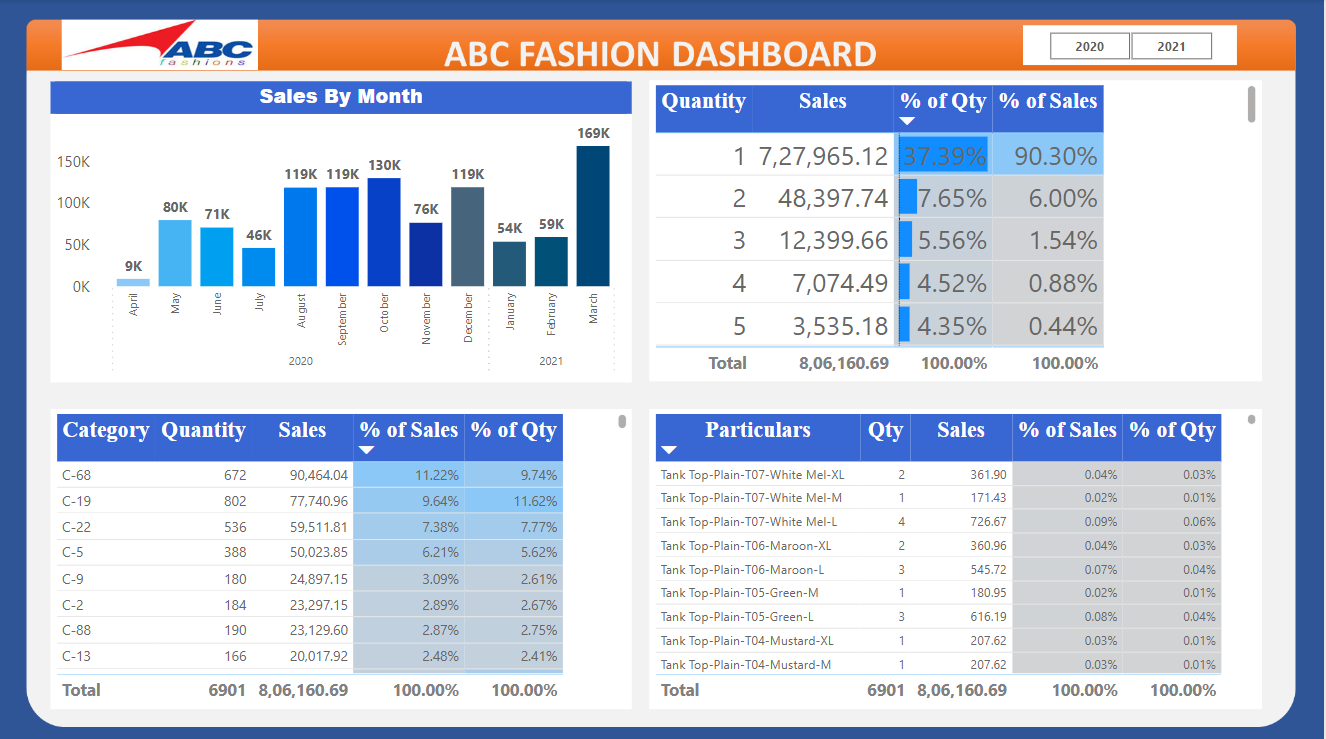 ABC
fashions
ABC FASHION DASHBOARD
2020 2021
Sales By Month
150K
100K
50K
0K
9K 80K 71K 46K 119K 119K 130K 76K 119K 54K 59K 169K
April May June July August September October November December January February March
2020 2021
Quantity Sales % of Qty % of Sales
1 7,27,965.12 37.39% 90.30%
2 48,397.74 7.65% 6.00%
3 12,399.66 5.56% 1.54%
4 7,074.49 4.52% 0.88%
5 3,535.18 4.35% 0.44%
Total 8,06,160.69 100.00% 100.00%
Category Quantity Sales % of Sales % of Qty
C-68 672 90,464.04 11.22% 9.74%
C-19 802 77,740.96 9.64% 11.62%
C-22 536 59,511.81 7.38% 7.77%
C-5 388 50,023.85 6.21% 5.62%
C-9 180 24,897.15 3.09% 2.61%
C-2 184 23,297.15 2.89% 2.67%
C-88 190 23,129.60 2.87% 2.75%
C-13 166 20,017.92 2.48% 2.41%
Total 6901 8,06,160.69 100.00% 100.00%
Particulars Qty Sales % of Sales % of Qty
Tank Top-Plain-T07-White Mel-XL 2 361.90 0.04% 0.03%
Tank Top-Plain-T07-White Mel-M 1 171.43 0.02% 0.01%
Tank Top-Plain-T07-White Mel-L 4 726.67 0.09% 0.06%
Tank Top-Plain-T06-Maroon-XL 2 360.96 0.04% 0.03%
Tank Top-Plain-T06-Maroon-L 3 545.72 0.07% 0.04%
Tank Top-Plain-T05-Green-M 1 180.95 0.02% 0.01%
Tank Top-Plain-T05-Green-L 3 616.19 0.08% 0.04%
Tank Top-Plain-T04-Mustard-XL 1 207.62 0.03% 0.01%
Tank Top-Plain-T04-Mustard-M 1 207.62 0.03% 0.01%
Total 6901 8,06,160.69 100.00% 100.00%